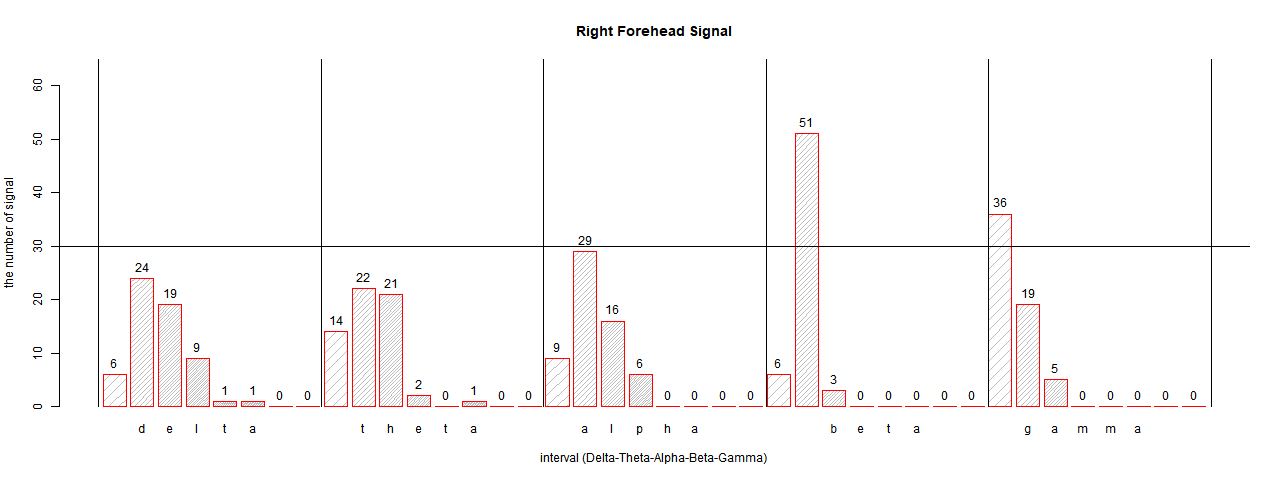 Right Forehead Signal
the number of signal
60
50
40
30
20
10
0
6 24 19 9 1 1 0 0
14 22 21 2 0 1 0 0
9 29 16 6 0 0 0 0
6 51 3 0 0 0 0 0
36 19 5 0 0 0 0 0
d e l t a t h e t a a l p h a b e t a g a m m a
interval (Delta-Theta-Alpha-Beta-Gamma)